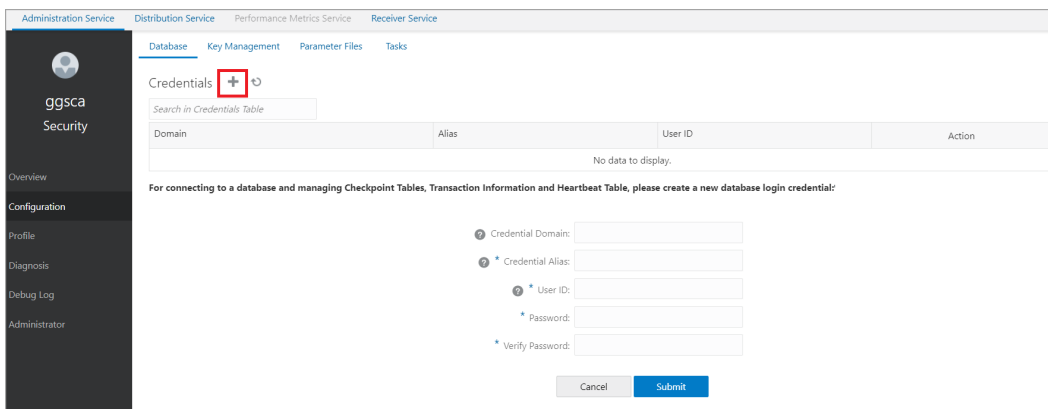 Administration Service Distribution Service Performance Metrics Service Receiver Service
ggsca
Security
Overview
Configuration
Profile
Diagnosis
Debug Log
Administrator
Database Key Management Parameter Files Tasks
Credentials
Search in Credentials Table
Domain Alias User ID Action
No data to display.
For connecting to a database and managing Checkpoint Tables, Transaction Information and Heartbeat Table, please create a new database login credential:
? Credential Domain:
? * Credential Alias:
? * User ID:
* Password:
* Verify Password:
Cancel Submit